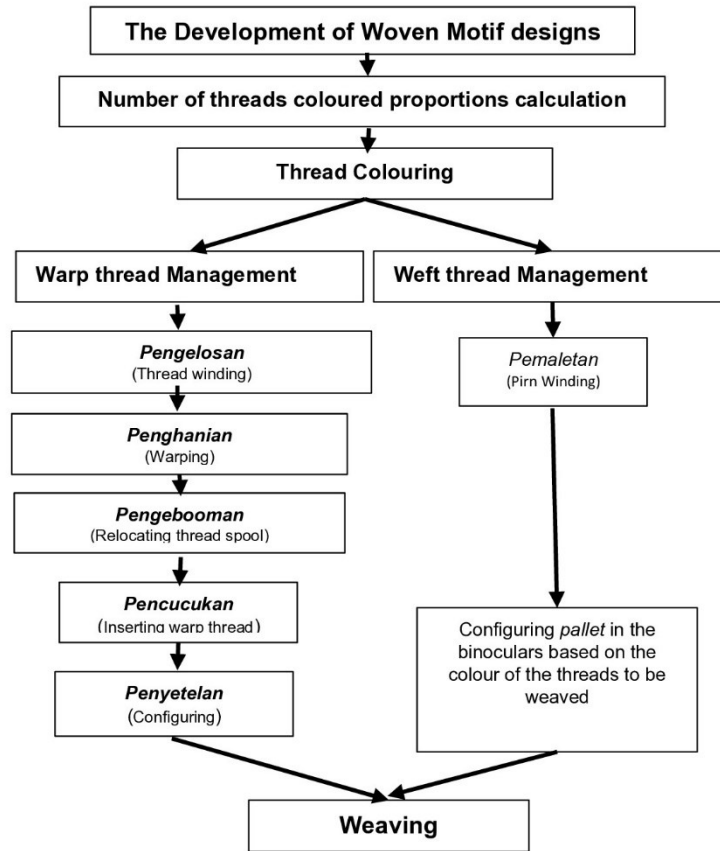 The Development of Woven Motif designs
Number of threads coloured proportions calculation
Thread Colouring
Warp thread Management
Weft thread Management
Pengelosan
(Thread winding)
Pemaletan
(Pirn Winding)
Penghanian
(Warping)
Pengebooman
(Relocating thread spool)
Pencucukan
(Inserting warp thread)
Configuring pallet in the
binoculars based on the
colour of the threads to be
weaved
Penyetelan
(Configuring)
Weaving